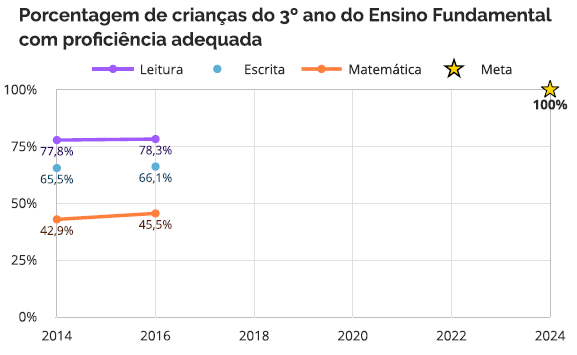 Porcentagem de crianças do 3º ano do Ensino Fundamental
com proficiência adequada
Leitura Escrita Matemática Meta
100%
100%
75%
77,8% 78,3%
65,5% 66,1%
50%
42,9% 45,5%
25%
0%
2014 2016 2018 2020 2022 2024